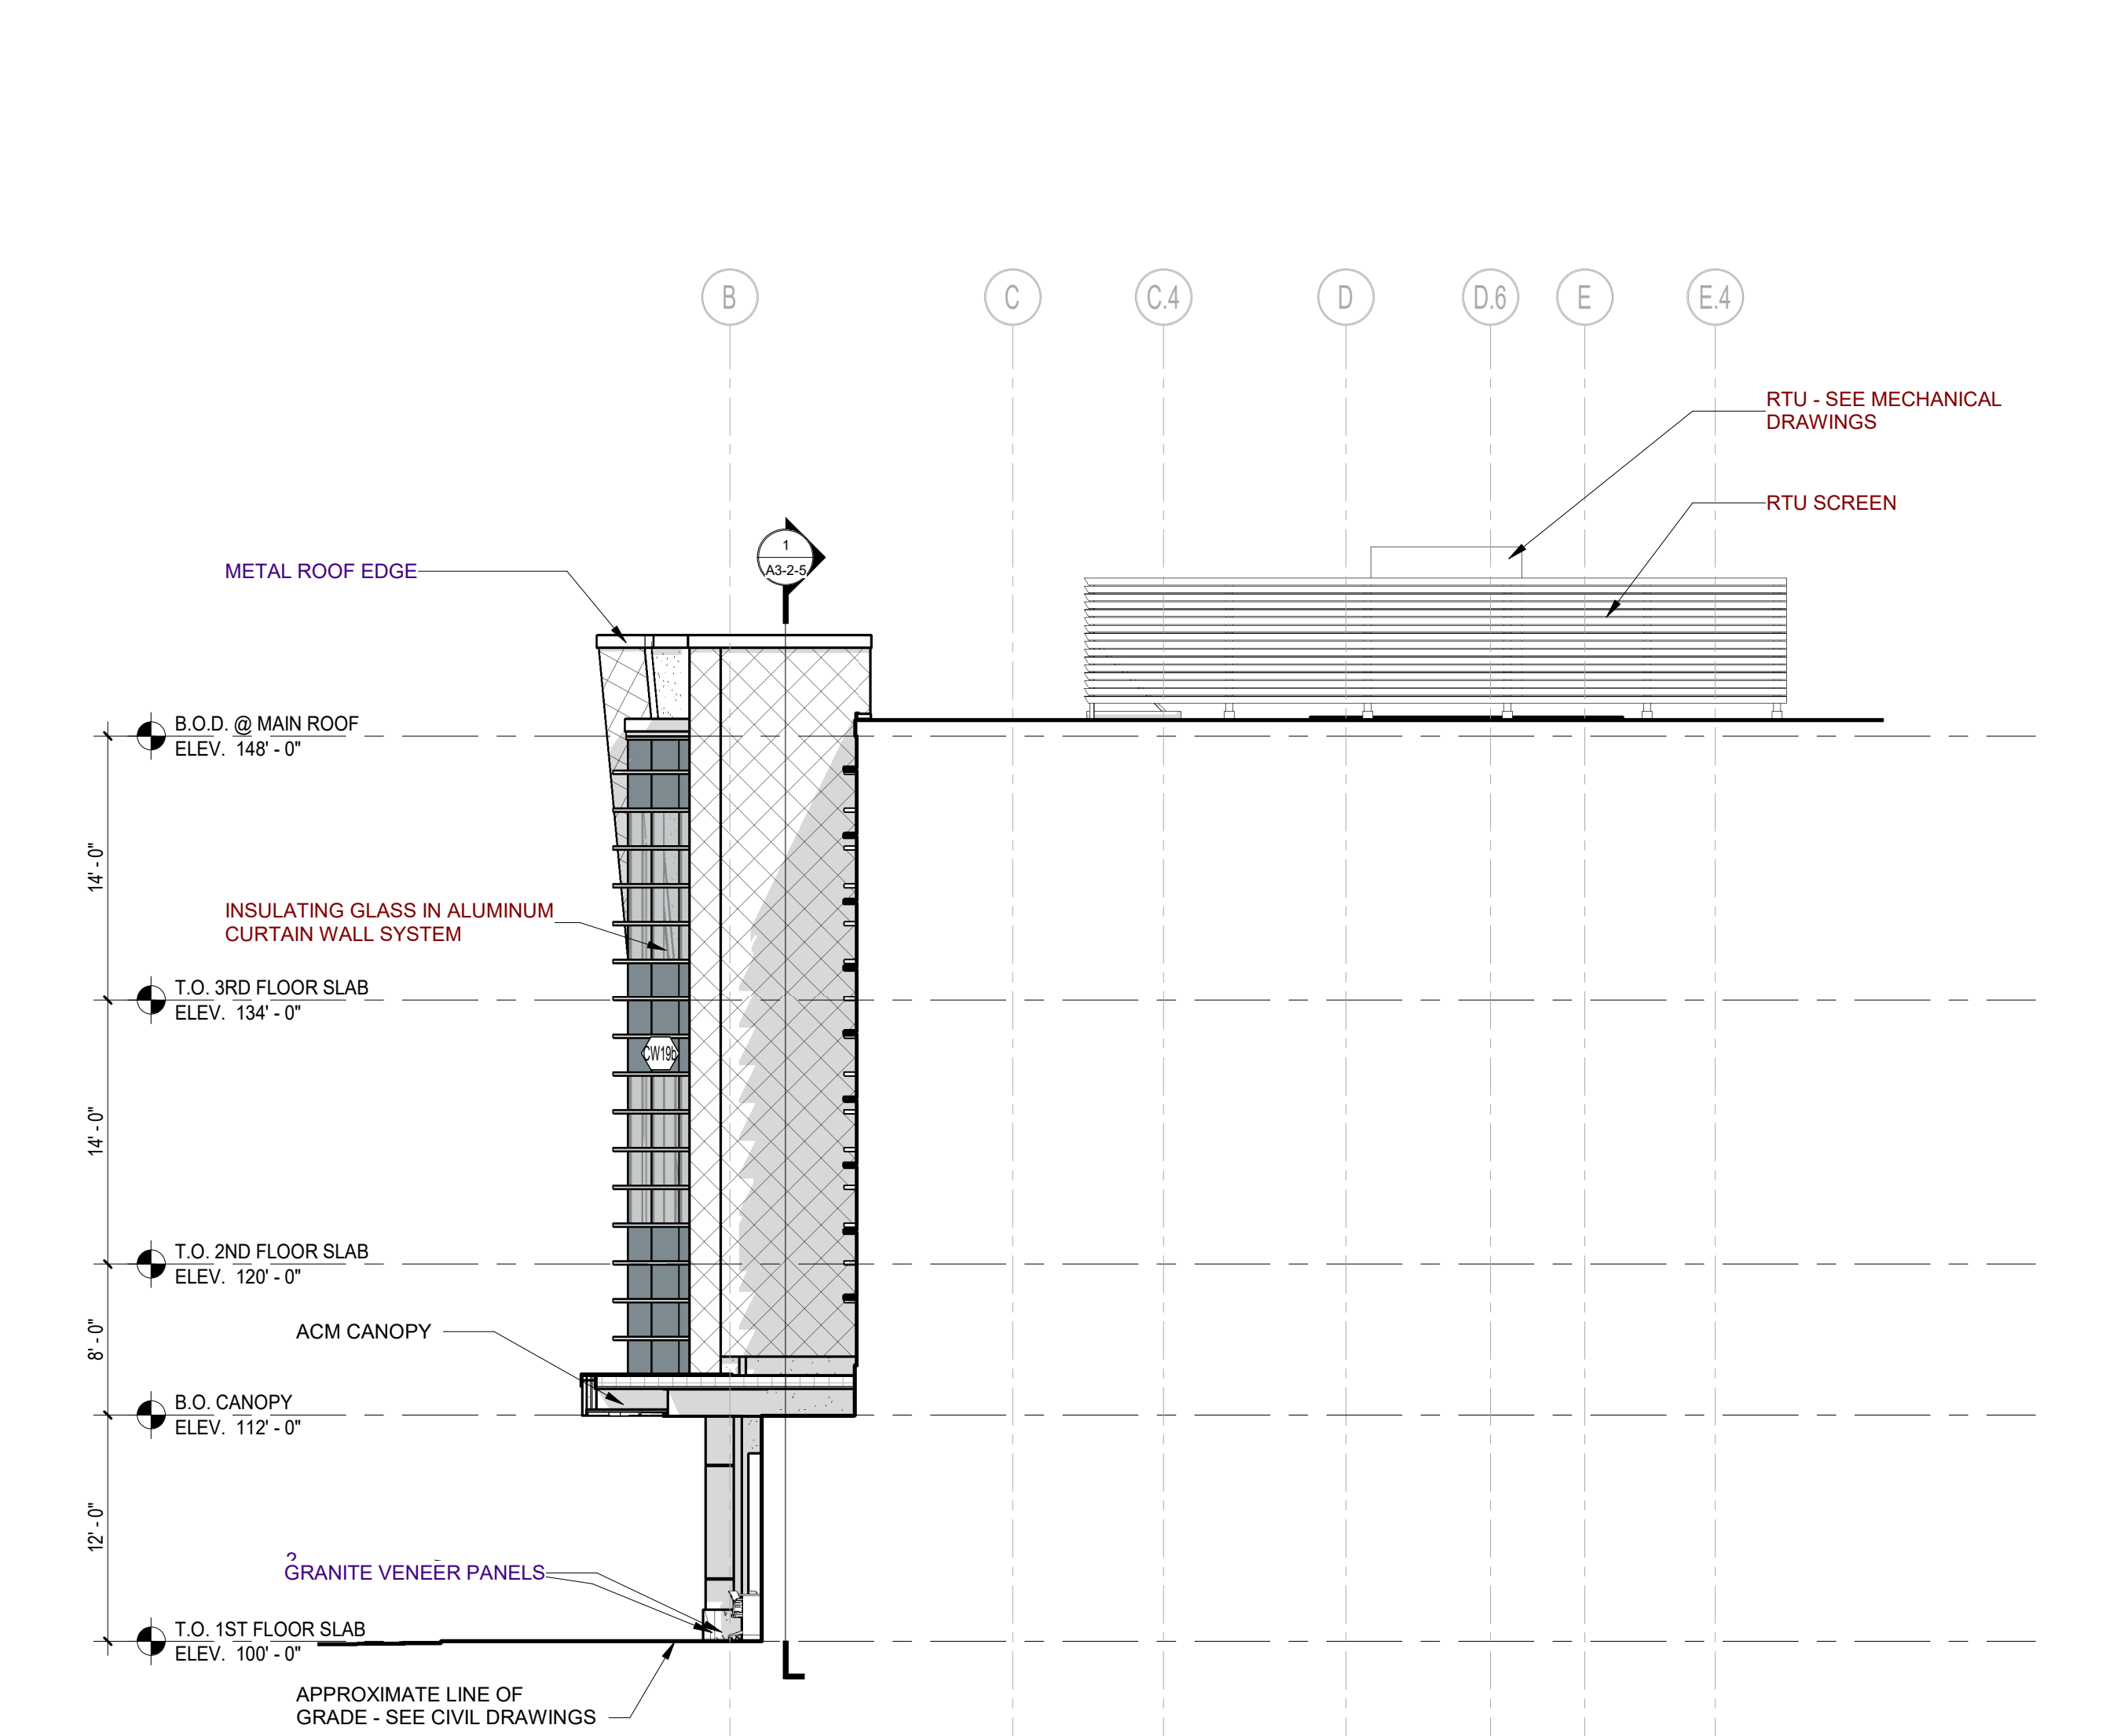 B
C
C.4
D
D.6
E
E.4
RTU - SEE MECHANICAL
DRAWINGS
RTU SCREEN
1
A3-2-5
METAL ROOF EDGE
B.O.D. @ MAIN ROOF
ELEV. 148' - 0"
14' - 0"
INSULATING GLASS IN ALUMINUM
CURTAIN WALL SYSTEM
T.O. 3RD FLOOR SLAB
ELEV. 134' - 0"
CW19b
14' - 0"
T.O. 2ND FLOOR SLAB
ELEV. 120' - 0"
8' - 0"
ACM CANOPY
B.O. CANOPY
ELEV. 112' - 0"
12' - 0"
GRANITE VENEER PANELS
T.O. 1ST FLOOR SLAB
ELEV. 100' - 0"
APPROXIMATE LINE OF
GRADE - SEE CIVIL DRAWINGS